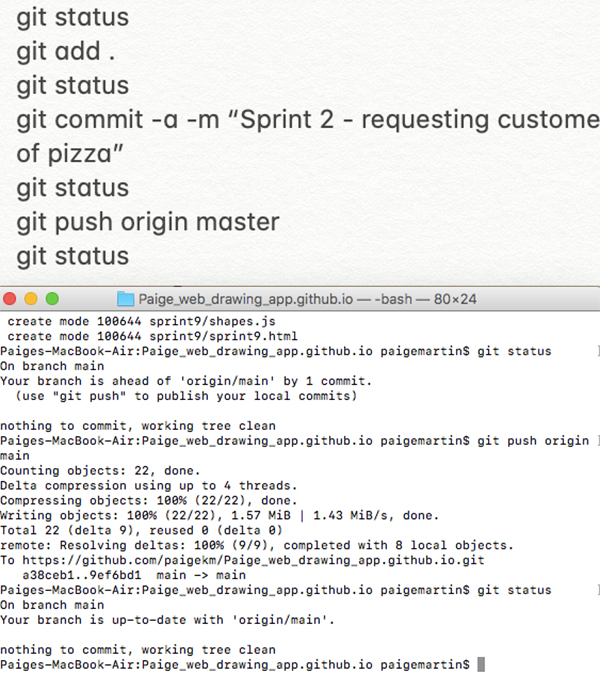 git status
git add .
git status
git commit -a -m “Sprint 2 - requesting custome
of pizza”
git status
git push origin master
git status
Paige_web_drawing_app.github.io — -bash — 80×24
create mode 100644 sprint9/shapes.js
create mode 100644 sprint9/sprint9.html
Paiges-MacBook-Air:Paige_web_drawing_app.github.io paigemartin$ git status
On branch main
Your branch is ahead of 'origin/main' by 1 commit.
(use "git push" to publish your local commits)
nothing to commit, working tree clean
Paiges-MacBook-Air:Paige_web_drawing_app.github.io paigemartin$ git push origin
main
Counting objects: 22, done.
Delta compression using up to 4 threads.
Compressing objects: 100% (22/22), done.
Writing objects: 100% (22/22), 1.57 MiB | 1.43 MiB/s, done.
Total 22 (delta 9), reused 0 (delta 0)
remote: Resolving deltas: 100% (9/9), completed with 8 local objects.
To https://github.com/paigekm/Paige_web_drawing_app.github.io.git
a38ceb1..9ef6bd1  main -> main
Paiges-MacBook-Air:Paige_web_drawing_app.github.io paigemartin$ git status
On branch main
Your branch is up-to-date with 'origin/main'.
nothing to commit, working tree clean
Paiges-MacBook-Air:Paige_web_drawing_app.github.io paigemartin$